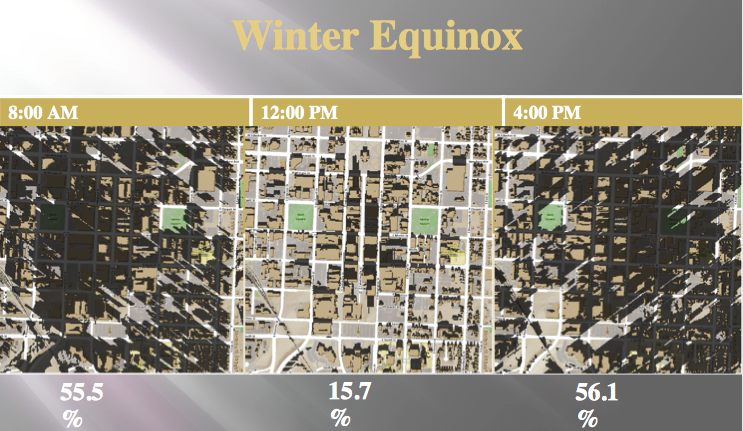 Winter Equinox
8:00 AM
12:00 PM
4:00 PM
55.5
%
15.7
%
56.1
%